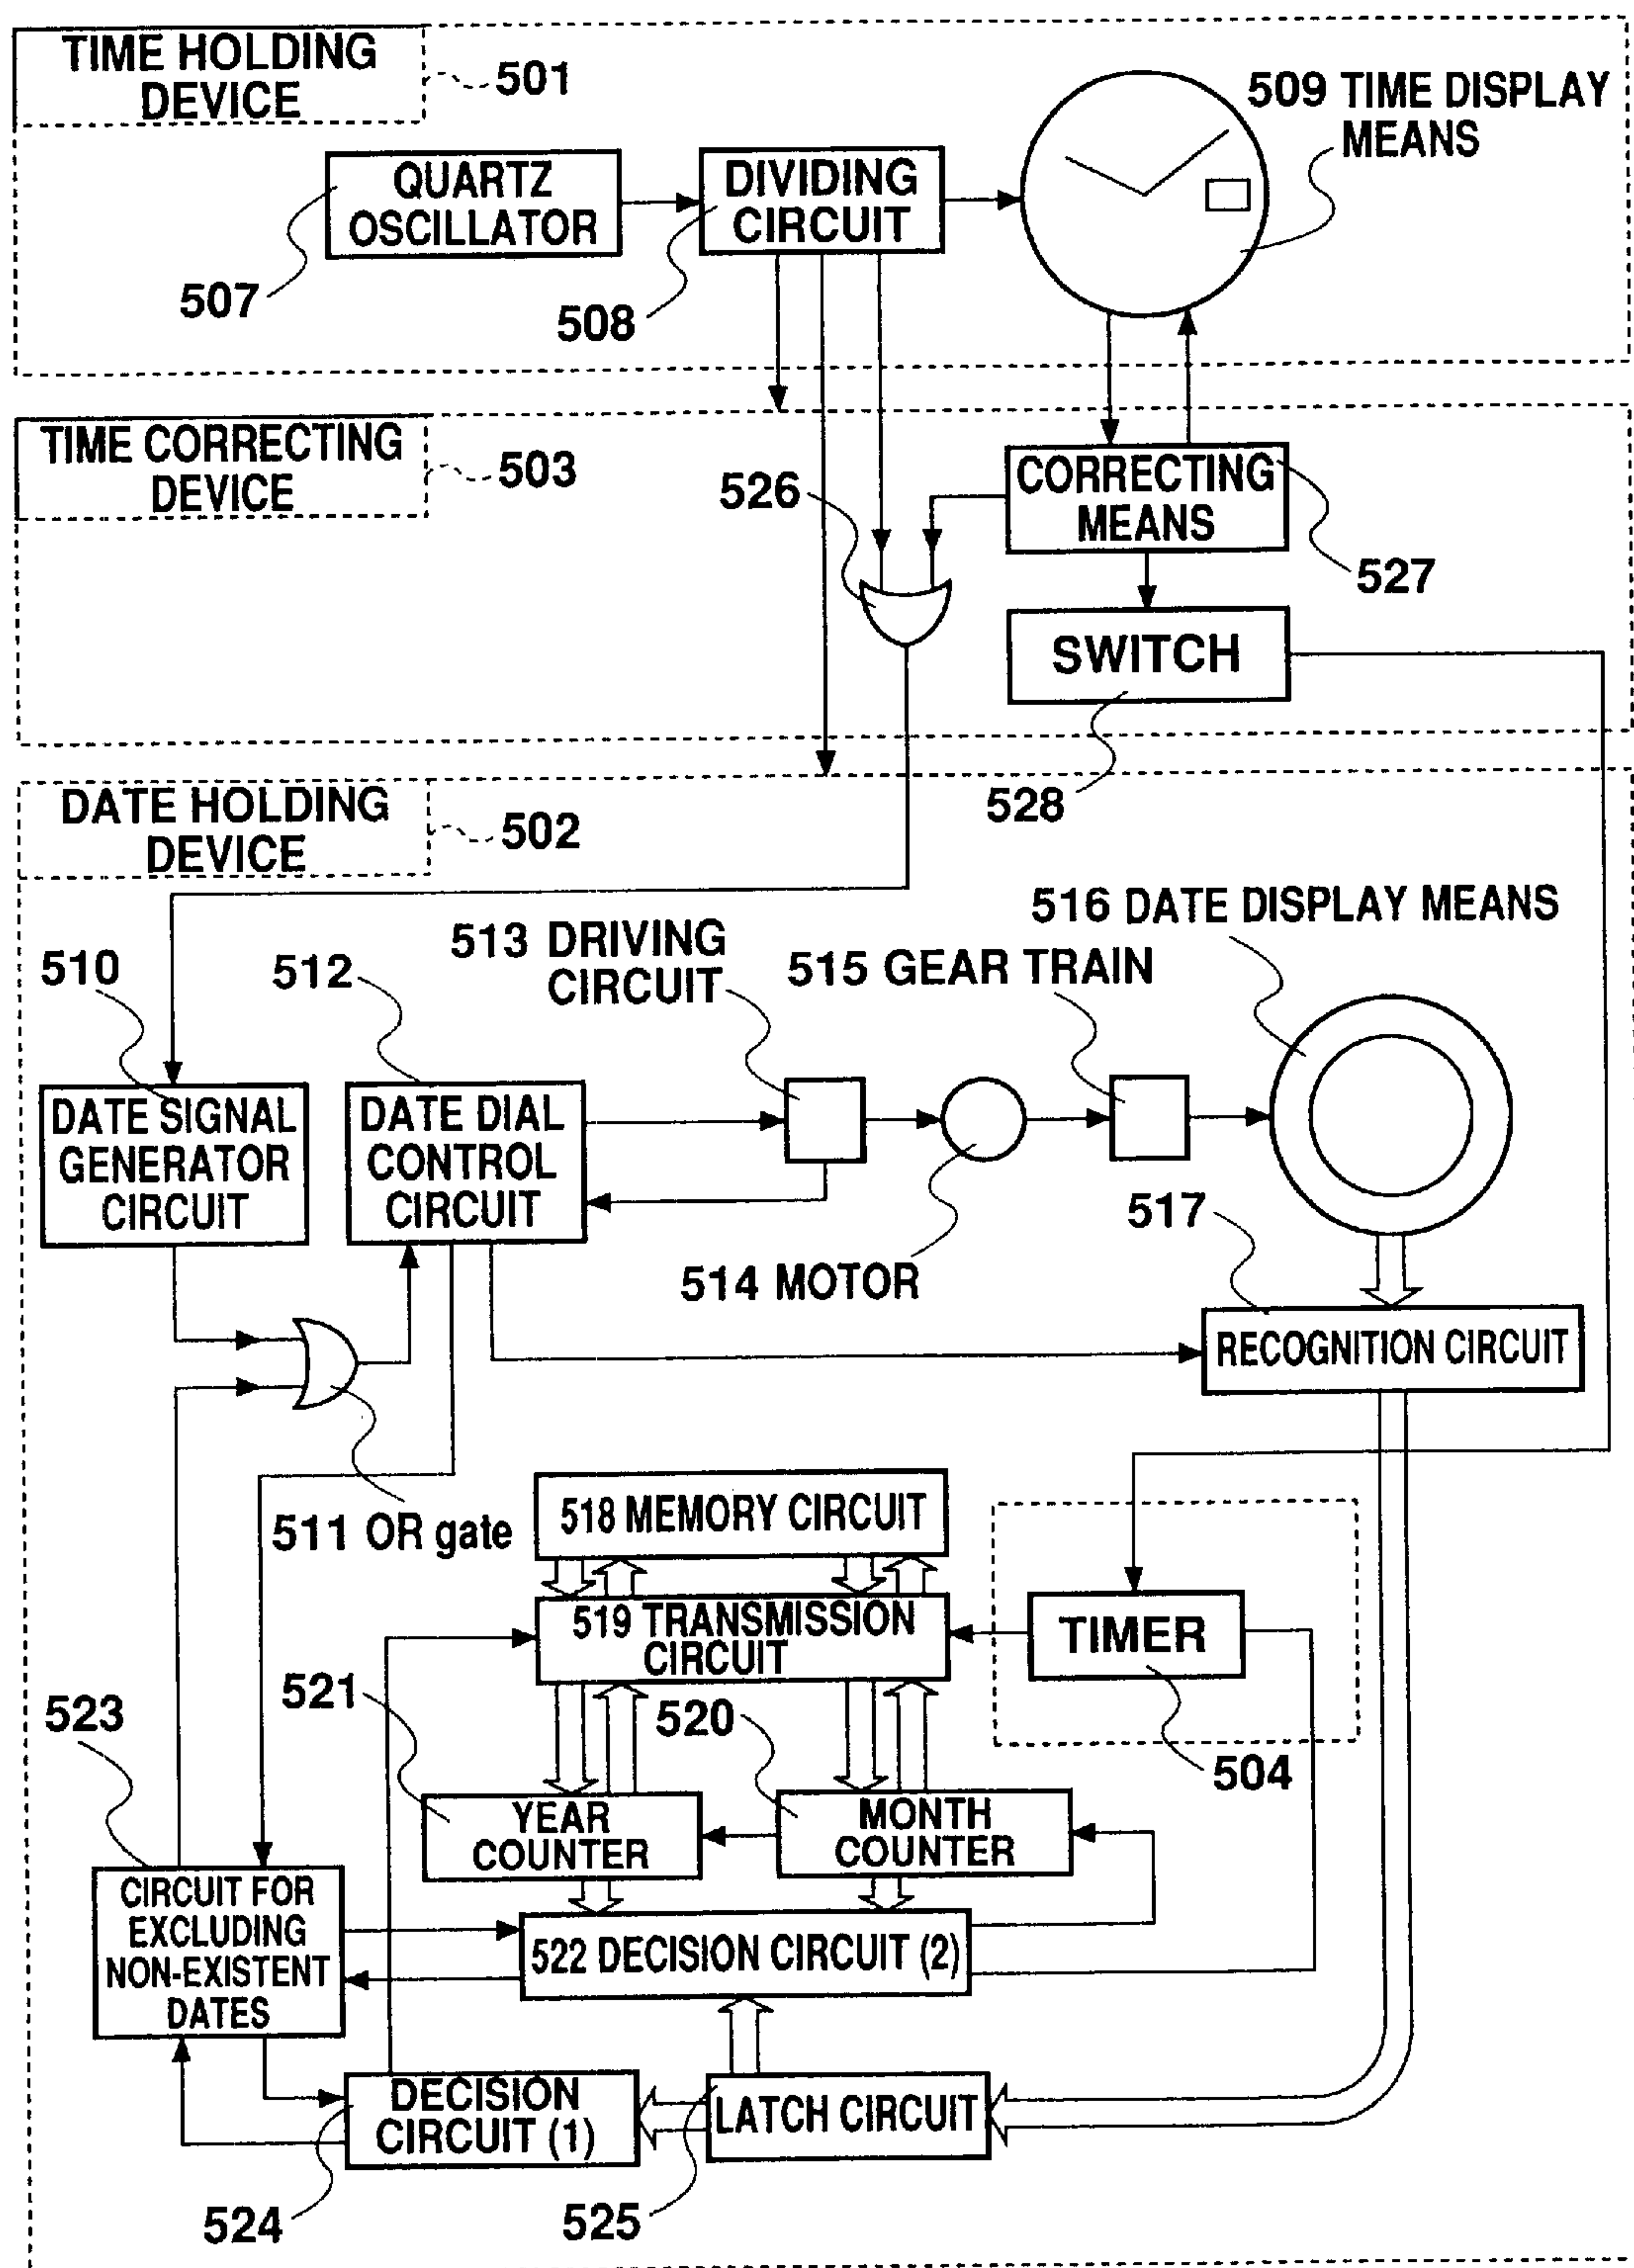 TIME HOLDING
DEVICE
501
509 TIME DISPLAY
MEANS
QUARTZ
OSCILLATOR
DIVIDING
CIRCUIT
507
508
TIME CORRECTING
DEVICE
503
526
CORRECTING
MEANS
527
SWITCH
528
DATE HOLDING
DEVICE
502
510
512
513 DRIVING
CIRCUIT
515 GEAR TRAIN
516 DATE DISPLAY MEANS
DATE SIGNAL
GENERATOR
CIRCUIT
DATE DIAL
CONTROL
CIRCUIT
514 MOTOR
517
RECOGNITION CIRCUIT
511 OR gate
518 MEMORY CIRCUIT
519 TRANSMISSION
CIRCUIT
TIMER
504
521
520
523
YEAR
COUNTER
MONTH
COUNTER
CIRCUIT FOR
EXCLUDING
NON-EXISTENT
DATES
522 DECISION CIRCUIT (2)
DECISION
CIRCUIT (1)
LATCH CIRCUIT
524
525